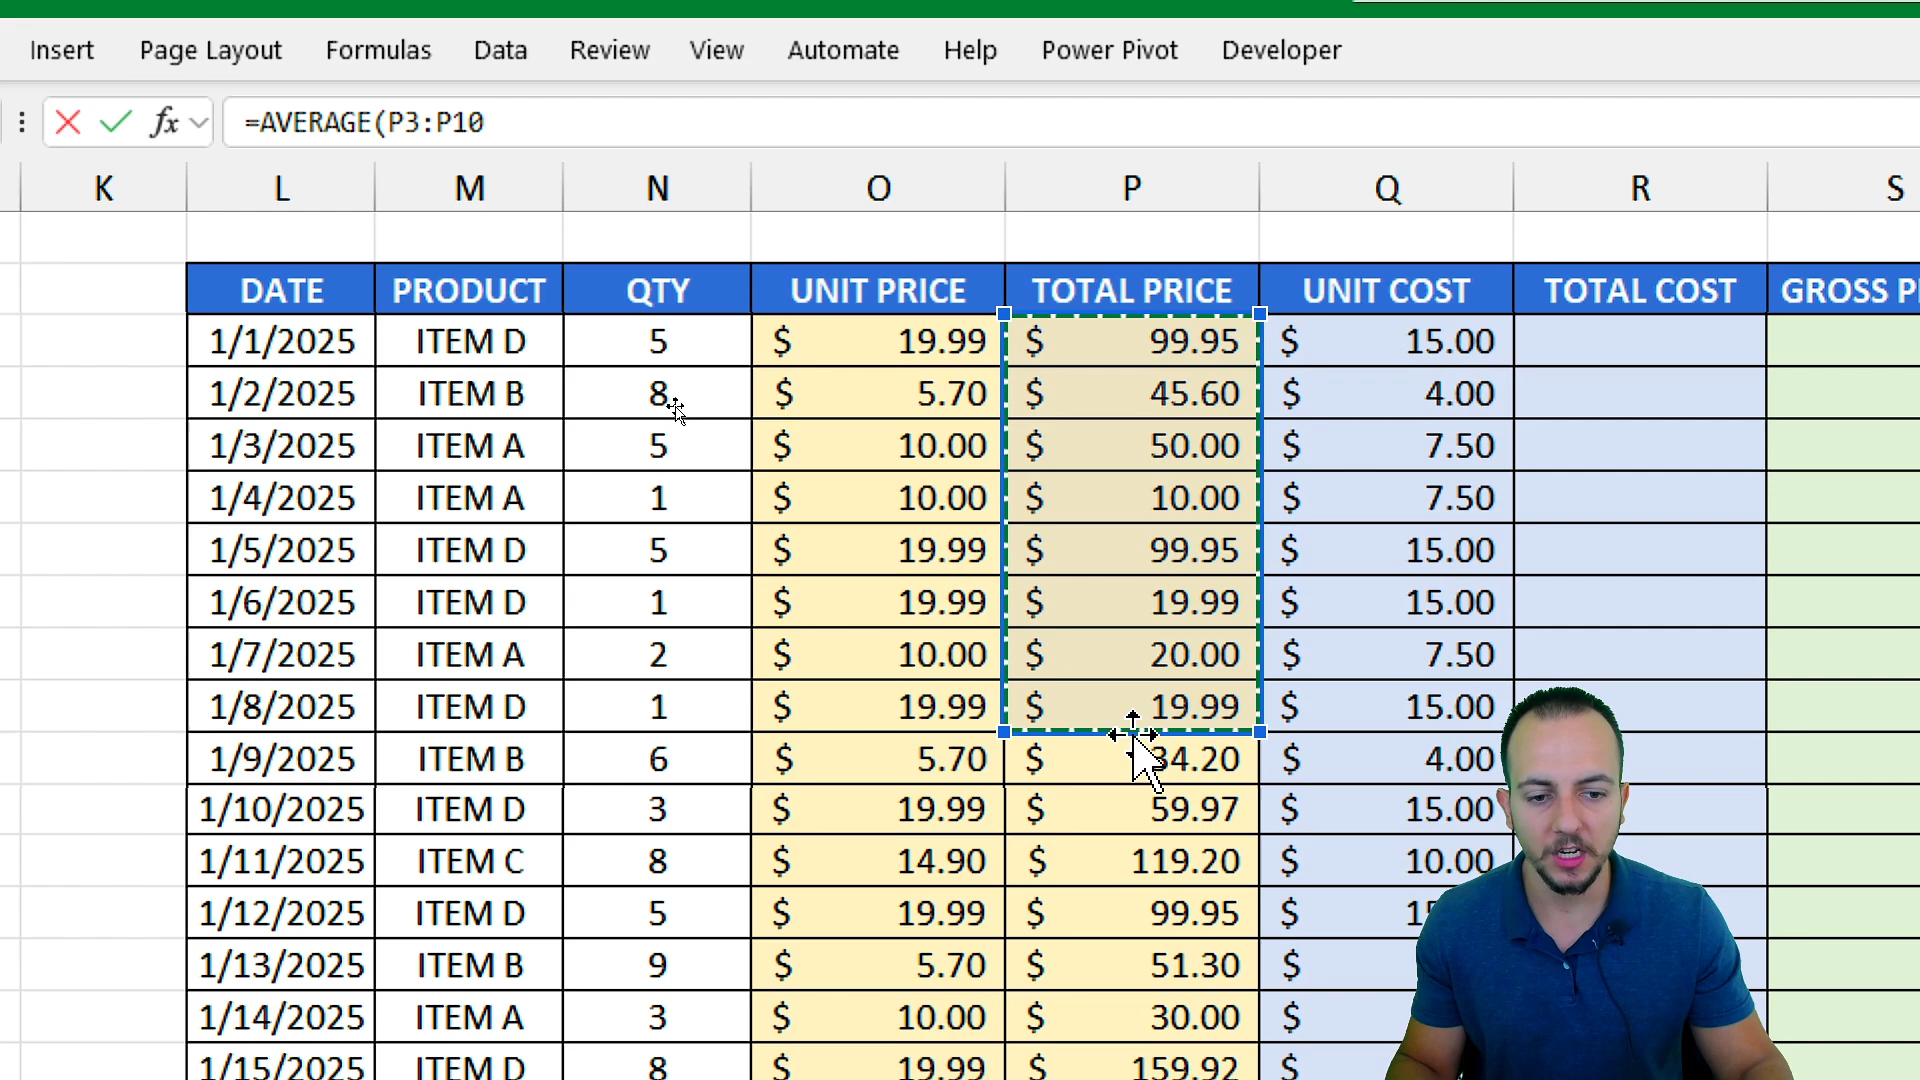 Insert Page Layout Formulas Data Review View Automate Help Power Pivot Developer
fx =AVERAGE(P3:P10
K L M N O P Q R S
DATE PRODUCT QTY UNIT PRICE TOTAL PRICE UNIT COST TOTAL COST GROSS
1/1/2025 ITEM D 5 $ 19.99 $ 99.95 $ 15.00
1/2/2025 ITEM B 8 $ 5.70 $ 45.60 $ 4.00
1/3/2025 ITEM A 5 $ 10.00 $ 50.00 $ 7.50
1/4/2025 ITEM A 1 $ 10.00 $ 10.00 $ 7.50
1/5/2025 ITEM D 5 $ 19.99 $ 99.95 $ 15.00
1/6/2025 ITEM D 1 $ 19.99 $ 19.99 $ 15.00
1/7/2025 ITEM A 2 $ 10.00 $ 20.00 $ 7.50
1/8/2025 ITEM D 1 $ 19.99 $ 19.99 $ 15.00
1/9/2025 ITEM B 6 $ 5.70 $ 34.20 $ 4.00
1/10/2025 ITEM D 3 $ 19.99 $ 59.97 $ 15.00
1/11/2025 ITEM C 8 $ 14.90 $ 119.20 $ 10.00
1/12/2025 ITEM D 5 $ 19.99 $ 99.95 $
1/13/2025 ITEM B 9 $ 5.70 $ 51.30 $
1/14/2025 ITEM A 3 $ 10.00 $ 30.00 $
1/15/2025 ITEM D 8 $ 19.99 $ 159.92 $